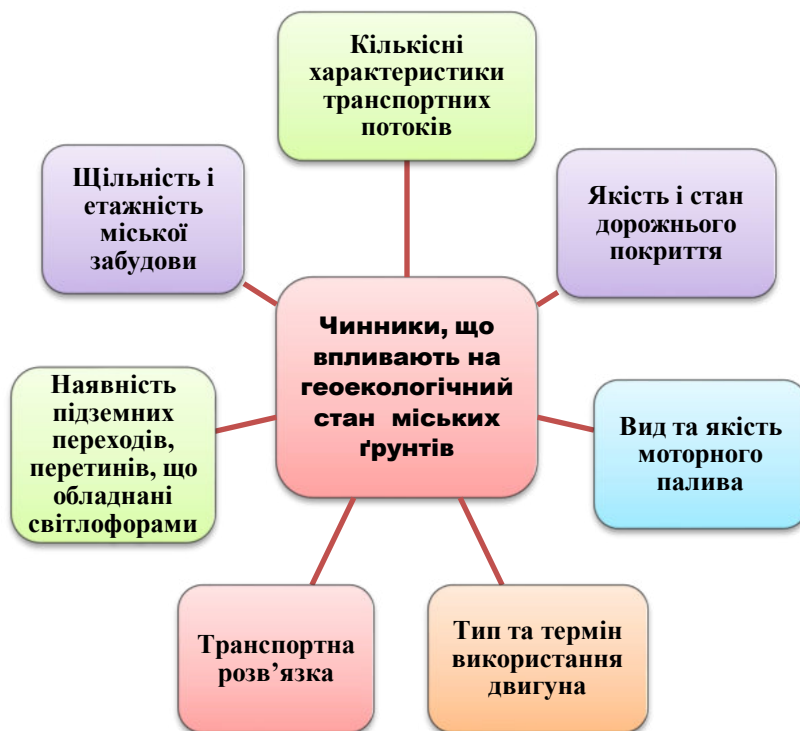 Кількісні
характеристики
транспортних
потоків
Щільність і
етажність
міської
забудови
Якість і стан
дорожнього
покриття
Чинники, що
впливають на
геоекологічний
стан міських
ґрунтів
Наявність
підземних
переходів,
перетинів, що
обладнані
світлофорами
Вид та якість
моторного
палива
Транспортна
розв’язка
Тип та термін
використання
двигуна